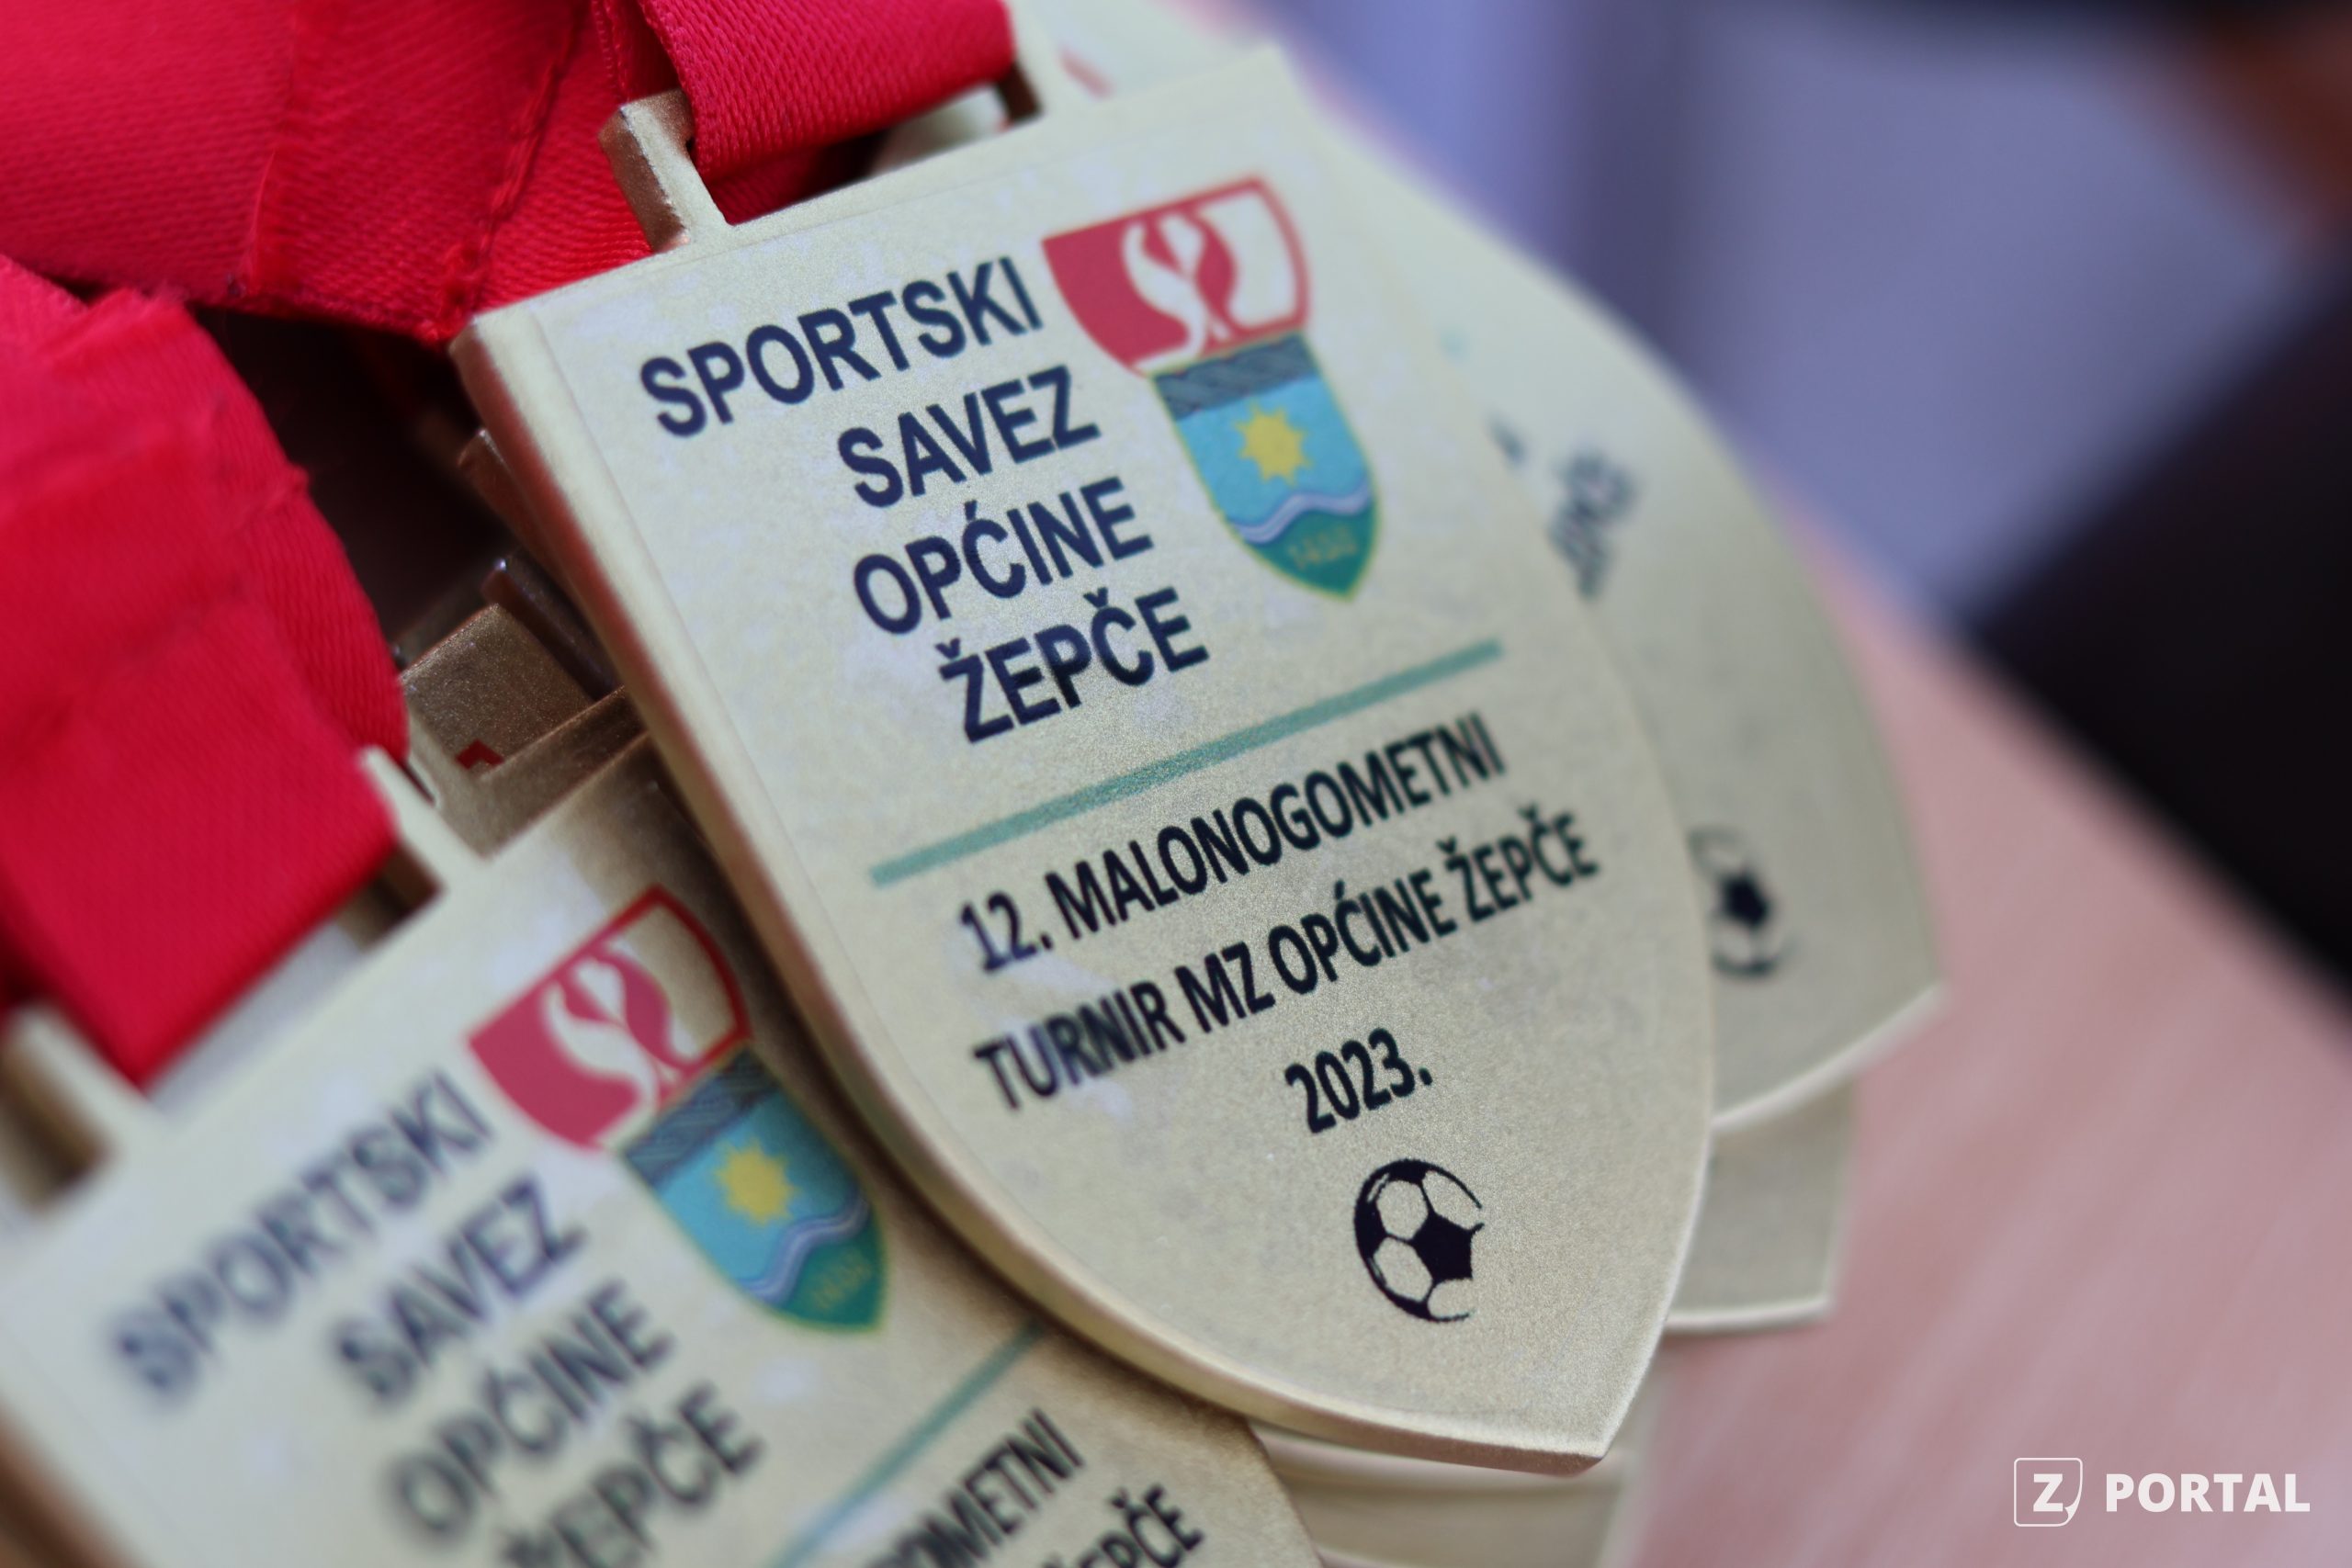 SPORTSKI
SAVEZ
OPĆINE
ŽEPČE
12. MALONOGOMETNI
TURNIR MZ OPĆINE ŽEPČE
2023.
SPORTSKI
SAVEZ
OPĆINE
ŽEPČE
Z PORTAL